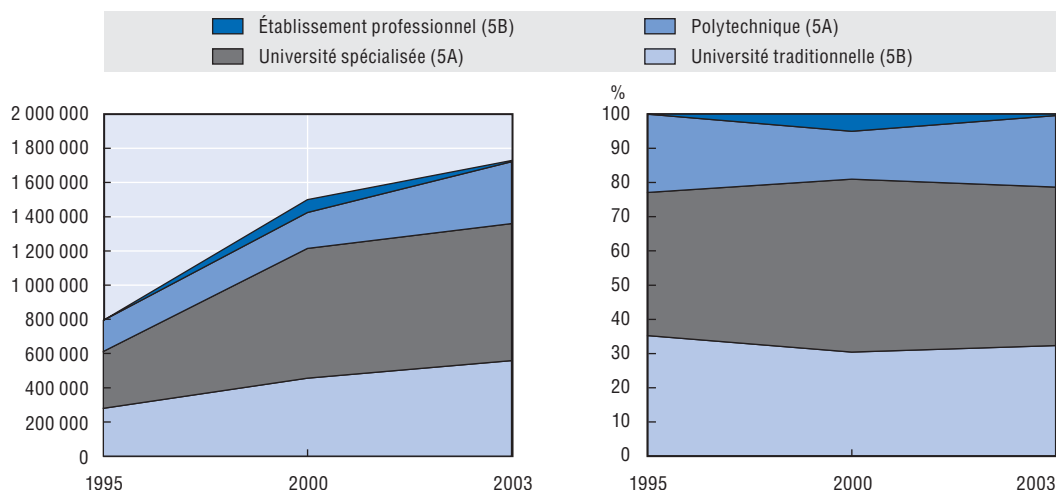 Établissement professionnel (5B)
Polytechnique (5A)
Université spécialisée (5A)
Université traditionnelle (5B)
2 000 000
1 800 000
1 600 000
1 400 000
1 200 000
1 000 000
800 000
600 000
400 000
200 000
0
1995
2000
2003
%
100
90
80
70
60
50
40
30
20
10
0
1995
2000
2003